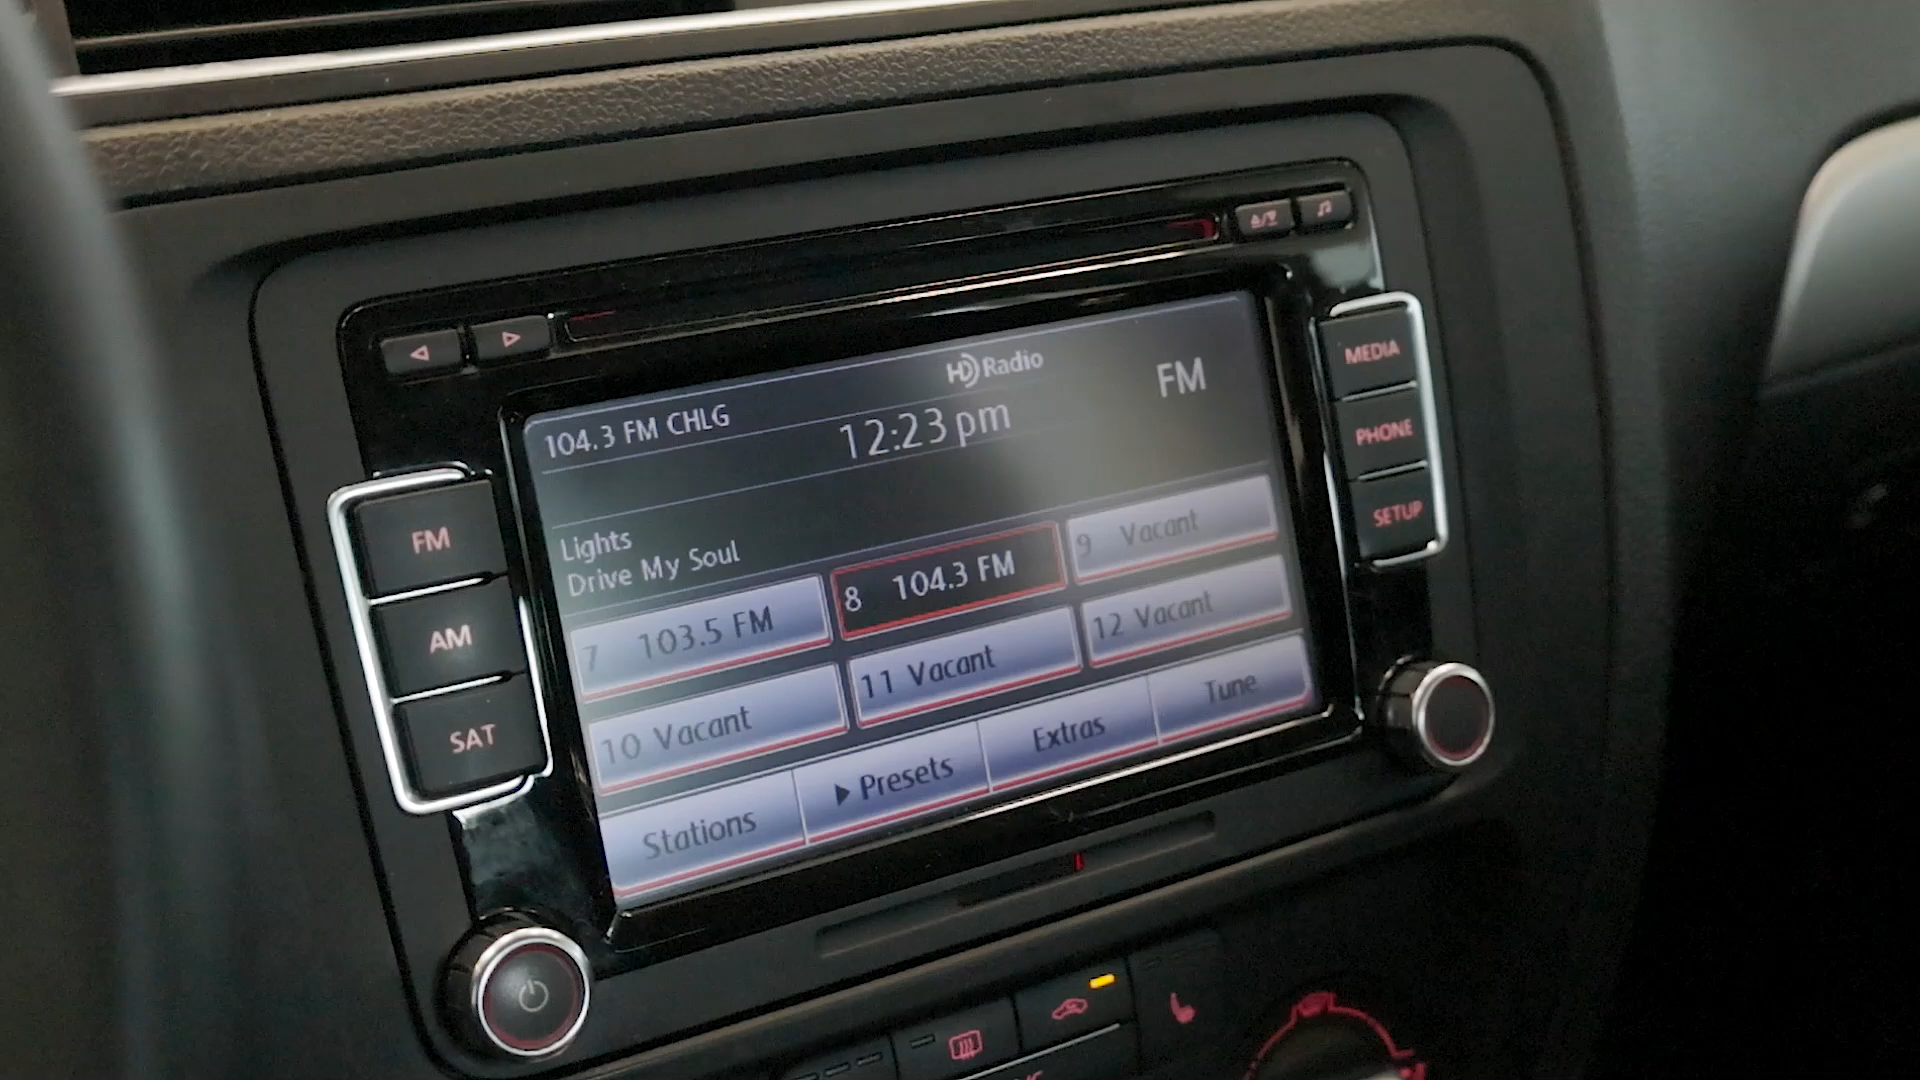 MEDIA
PHONE
SETUP
FM
AM
SAT
HD Radio
104.3 FM CHLG
12:23 pm
FM
Lights
Drive My Soul
7 103.5 FM
8 104.3 FM
9 Vacant
10 Vacant
11 Vacant
12 Vacant
Stations
Presets
Extras
Tune